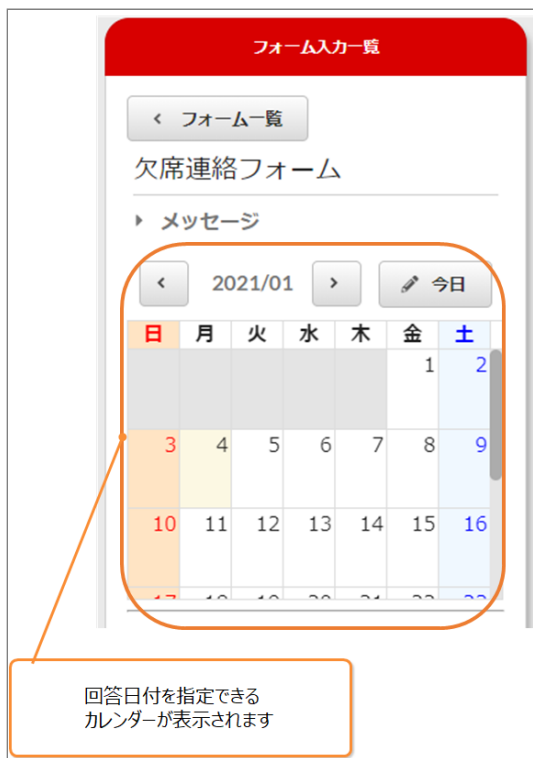 フォーム入力一覧
フォーム一覧
欠席連絡フォーム
メッセージ
2021/01 今日
日 月 火 水 木 金 土
1 2
3 4 5 6 7 8 9
10 11 12 13 14 15 16
回答日付を指定できる
カレンダーが表示されます